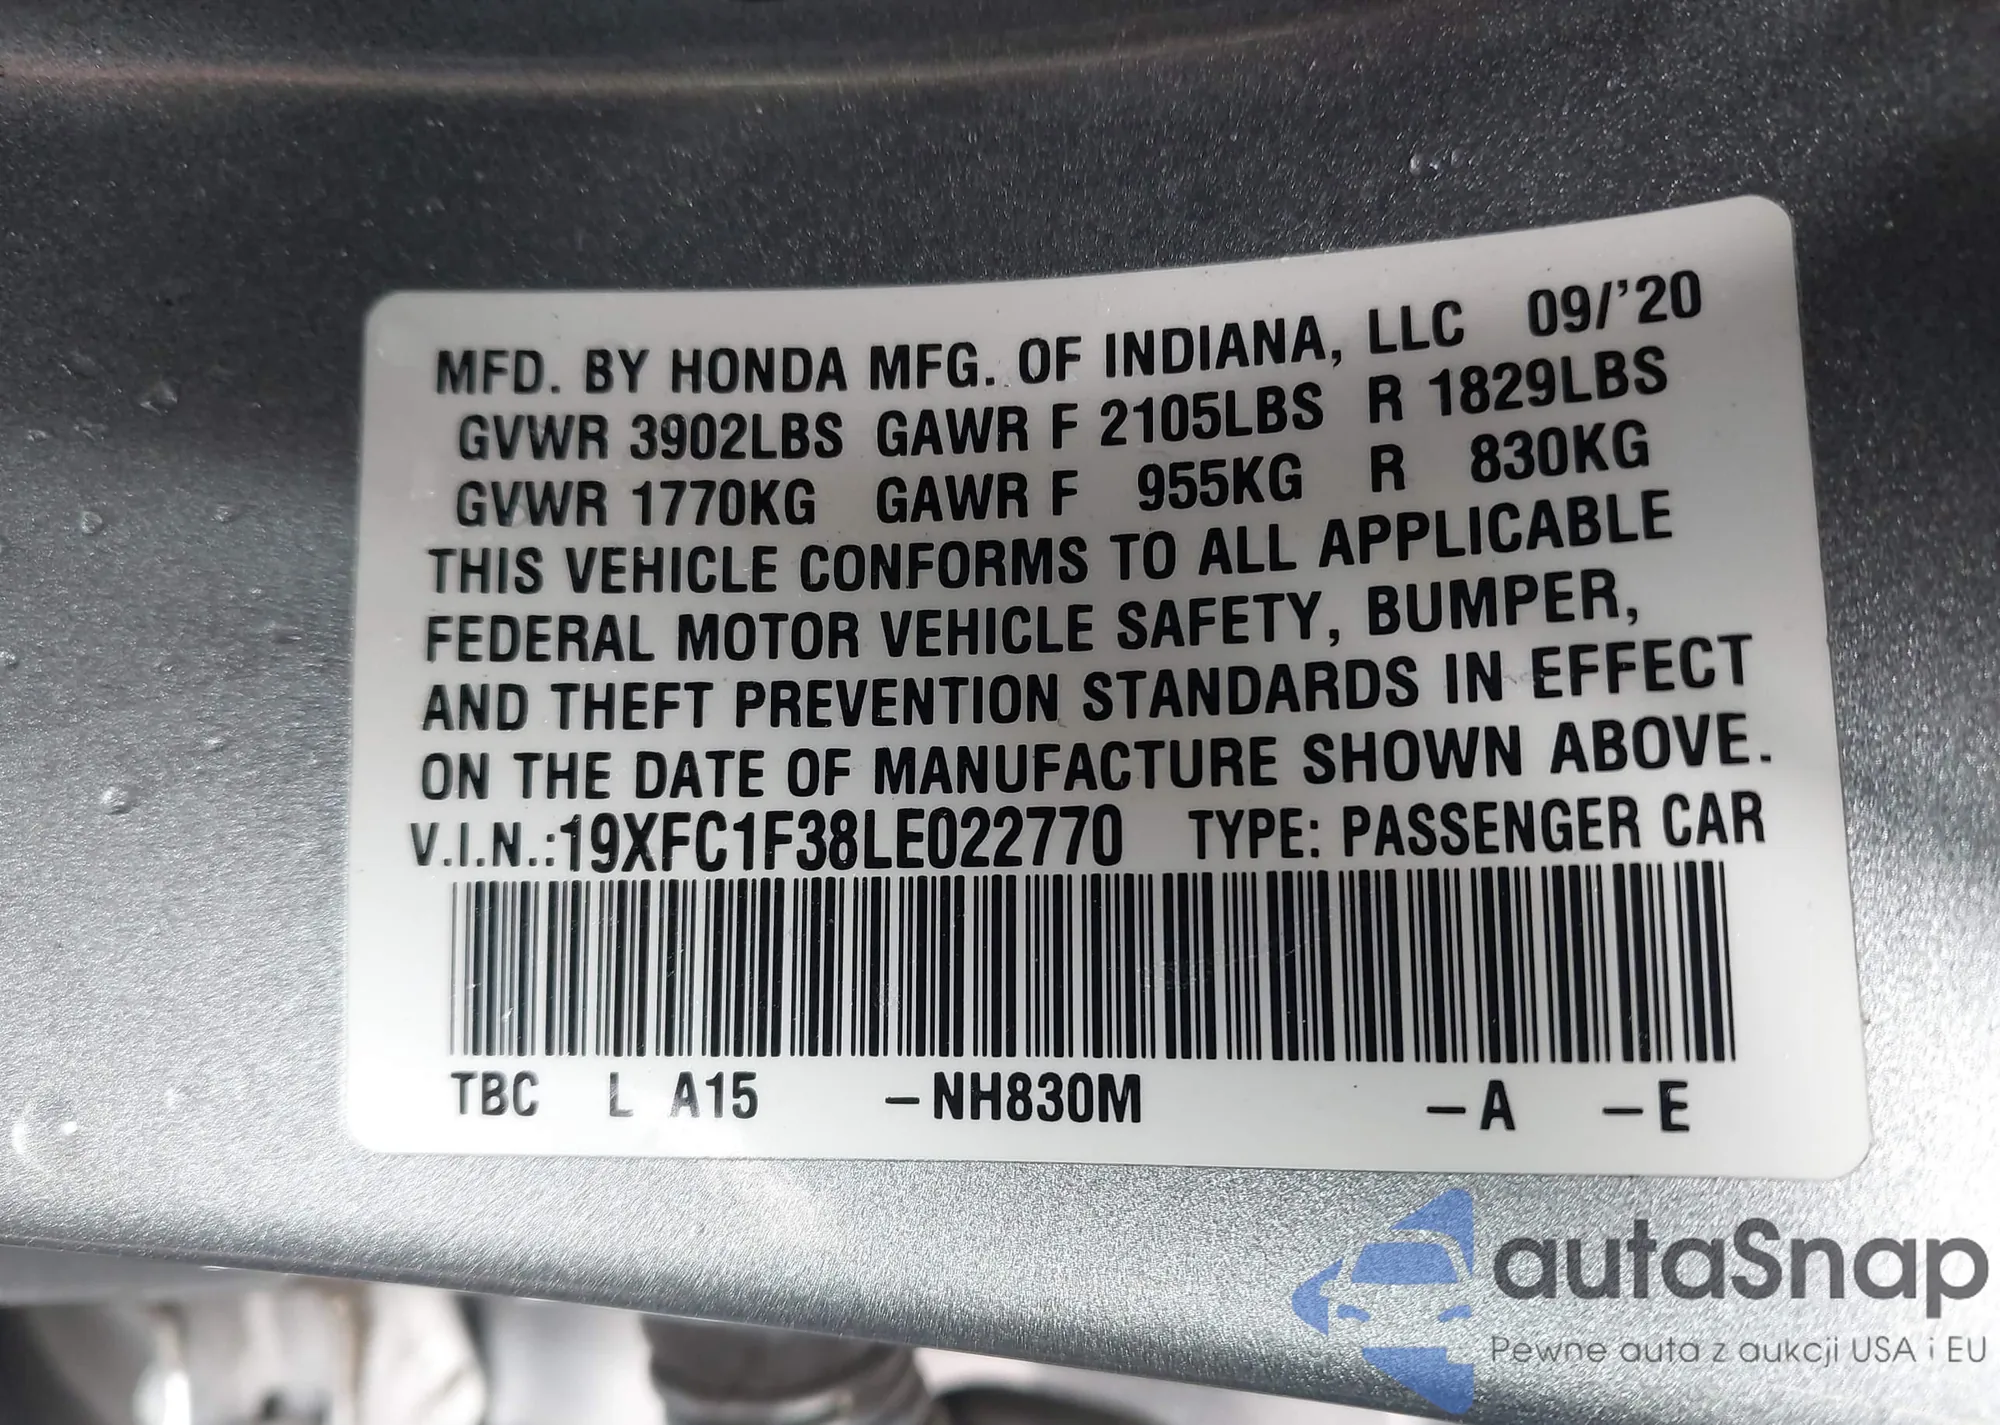 MFD. BY HONDA MFG. OF INDIANA, LLC 09/'20
GVWR 3902LBS GAWR F 2105LBS R 1829LBS
GVWR 1770KG GAWR F 955KG R 830KG
THIS VEHICLE CONFORMS TO ALL APPLICABLE
FEDERAL MOTOR VEHICLE SAFETY, BUMPER,
AND THEFT PREVENTION STANDARDS IN EFFECT
ON THE DATE OF MANUFACTURE SHOWN ABOVE.
V.I.N.:19XFC1F38LE022770 TYPE: PASSENGER CAR
TBC L A15 –NH830M –A –E
autaSnap
Pewne auta z aukcji USA i EU